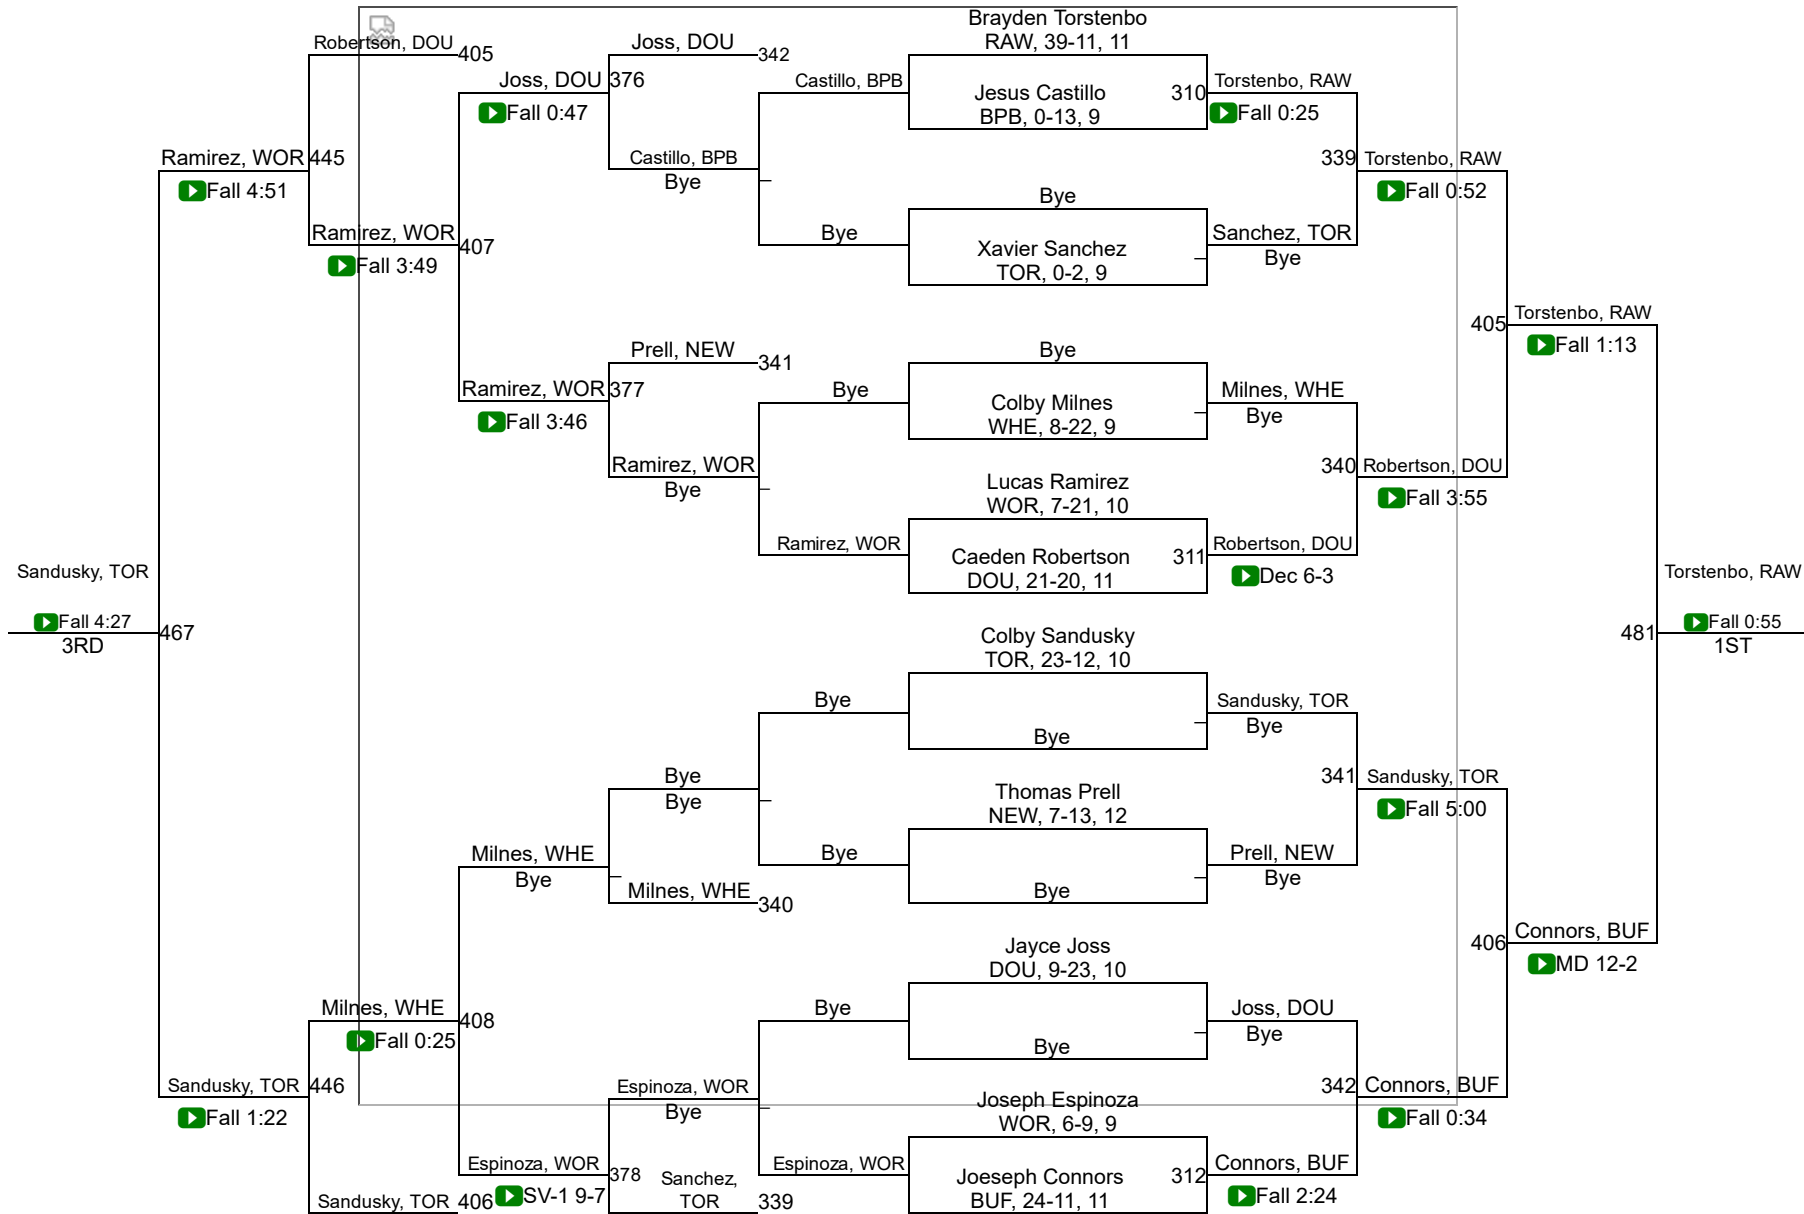 Brayden Torstenbo
RAW, 39-11, 11
Robertson, DOU
405
Joss, DOU
342
Joss, DOU
376
Fall 0:47
Castillo, BPB
Jesus Castillo
BPB, 0-13, 9
310
Torstenbo, RAW
Fall 0:25
Ramirez, WOR
445
Fall 4:51
Castillo, BPB
Bye
339
Torstenbo, RAW
Fall 0:52
Bye
Ramirez, WOR
407
Fall 3:49
Bye
Xavier Sanchez
TOR, 0-2, 9
Sanchez, TOR
Bye
405
Torstenbo, RAW
Fall 1:13
Prell, NEW
341
Bye
Ramirez, WOR
377
Fall 3:46
Bye
Colby Milnes
WHE, 8-22, 9
Milnes, WHE
Bye
Ramirez, WOR
Bye
340
Robertson, DOU
Fall 3:55
Lucas Ramirez
WOR, 7-21, 10
Ramirez, WOR
Caeden Robertson
DOU, 21-20, 11
311
Robertson, DOU
Dec 6-3
Sandusky, TOR
Fall 4:27
3RD
467
Torstenbo, RAW
481
Fall 0:55
1ST
Colby Sandusky
TOR, 23-12, 10
Bye
Bye
Sandusky, TOR
Bye
Bye
Bye
341
Sandusky, TOR
Fall 5:00
Thomas Prell
NEW, 7-13, 12
Milnes, WHE
Bye
Bye
Bye
Prell, NEW
Bye
Milnes, WHE
340
406
Connors, BUF
MD 12-2
Jayce Joss
DOU, 9-23, 10
Milnes, WHE
408
Fall 0:25
Bye
Bye
Joss, DOU
Bye
Sandusky, TOR
446
Fall 1:22
Espinoza, WOR
Bye
342
Connors, BUF
Fall 0:34
Joseph Espinoza
WOR, 6-9, 9
Espinoza, WOR
378
SV-1 9-7
Espinoza, WOR
Joeseph Connors
BUF, 24-11, 11
312
Connors, BUF
Fall 2:24
Sandusky, TOR
406
Sanchez,
TOR
339